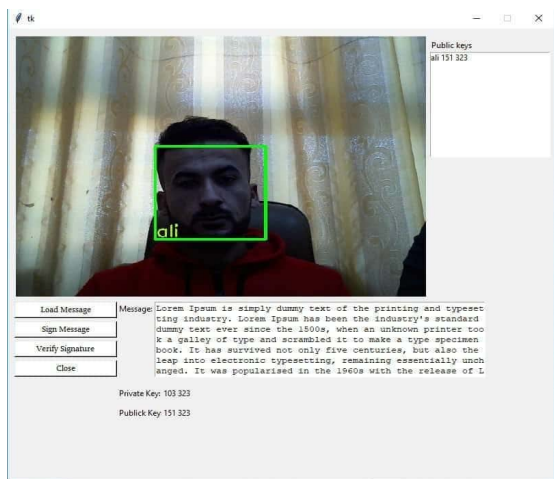 tk
Public keys
ali 151 323
ali
Load Message
Sign Message
Verify Signature
Close
Message:
Lorem Ipsum is simply dummy text of the printing and typeset
ting industry. Lorem Ipsum has been the industry's standard
dummy text ever since the 1500s, when an unknown printer too
k a galley of type and scrambled it to make a type specimen
book. It has survived not only five centuries, but also the
leap into electronic typesetting, remaining essentially unch
anged. It was popularised in the 1960s with the release of L
Private Key: 103 323
Publick Key 151 323